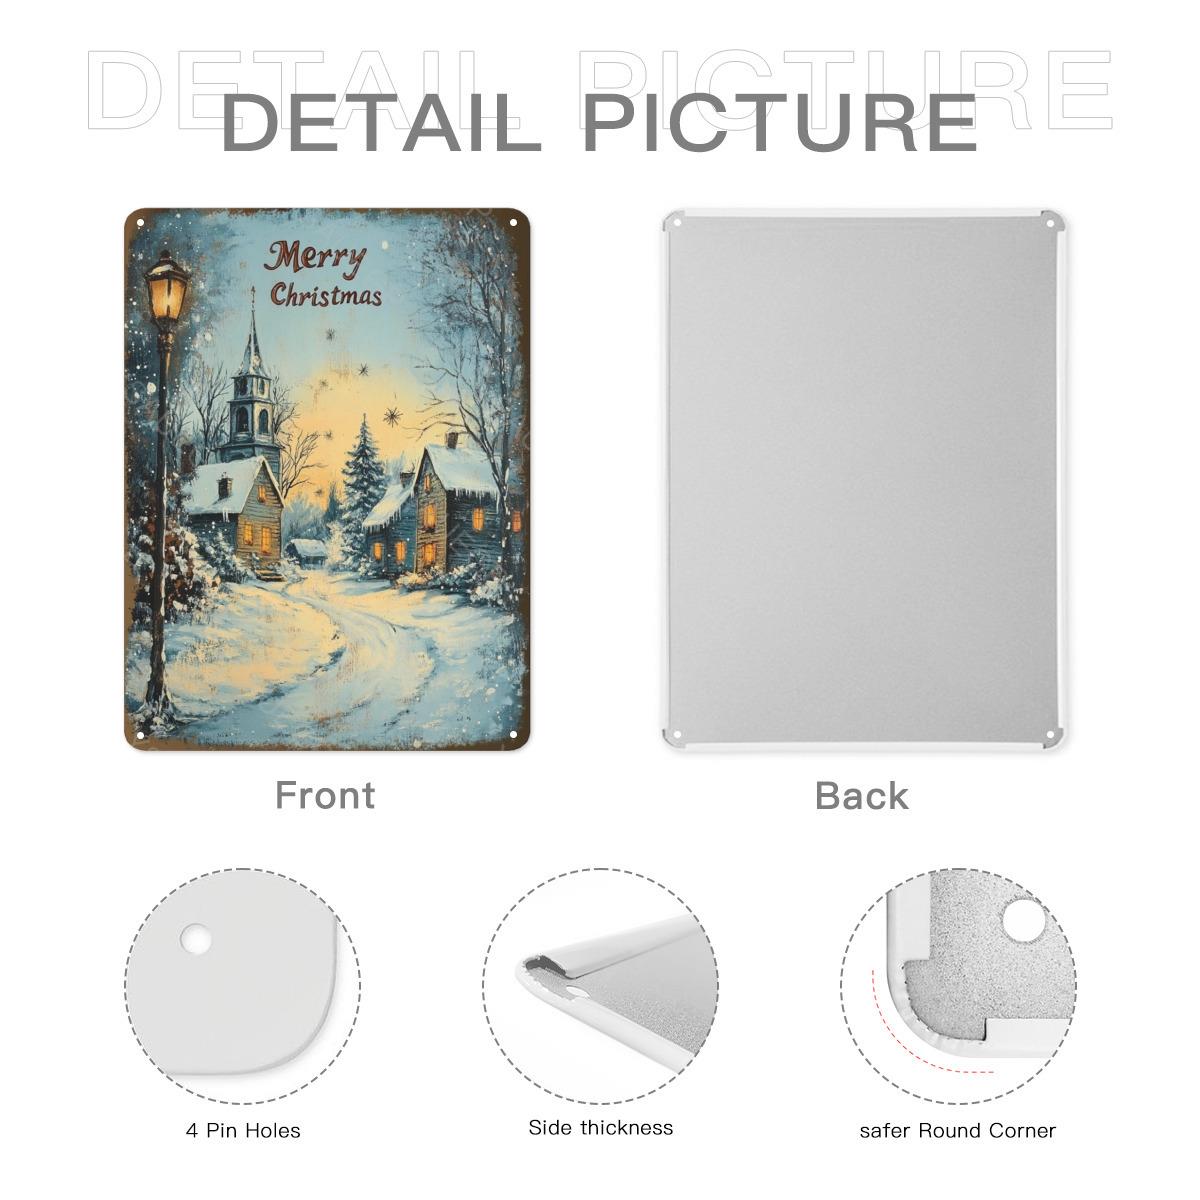 DETAIL PICTURE
DETAIL PICTURE
Merry
Christmas
Front
Back
4 Pin Holes
Side thickness
safer Round Corner